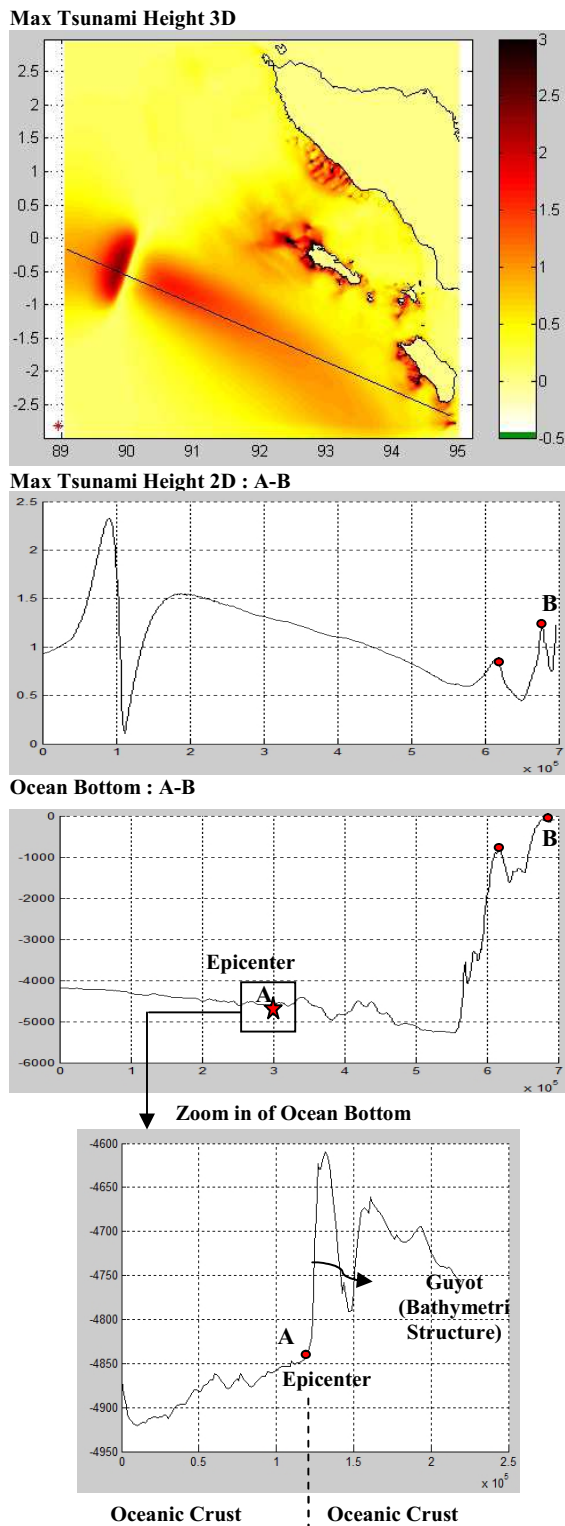 Max Tsunami Height 3D
2.5
2
1.5
1
0.5
0
-0.5
-1
-1.5
-2
-2.5
89 90 91 92 93 94 95
3
2.5
2
1.5
1
0.5
0
-0.5
Max Tsunami Height 2D : A-B
2.5
2
1.5
1
0.5
0
B
0 1 2 3 4 5 6 7
× 10^5
Ocean Bottom : A-B
0
-1000
-2000
-3000
-4000
-5000
-6000
B
Epicenter
A
0 1 2 3 4 5 6 7
× 10^5
Zoom in of Ocean Bottom
-4600
-4650
-4700
-4750
-4800
-4850
-4900
-4950
Guyot
(Bathymetri
Structure)
A
Epicenter
0 0.5 1 1.5 2 2.5
× 10^5
Oceanic Crust Oceanic Crust